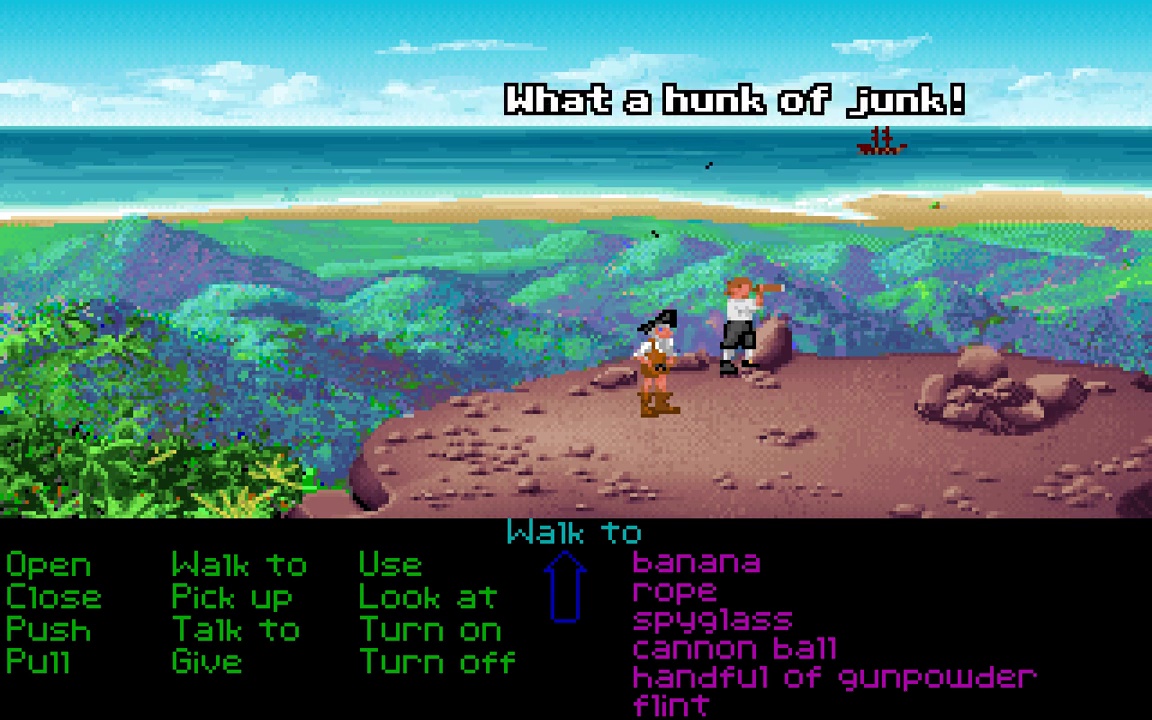 What a hunk of junk!
Walk to
Open Walk to Use
Close Pick up Look at
Push Talk to Turn on
Pull Give Turn off
banana
rope
spyglass
cannon ball
handful of gunpowder
flint